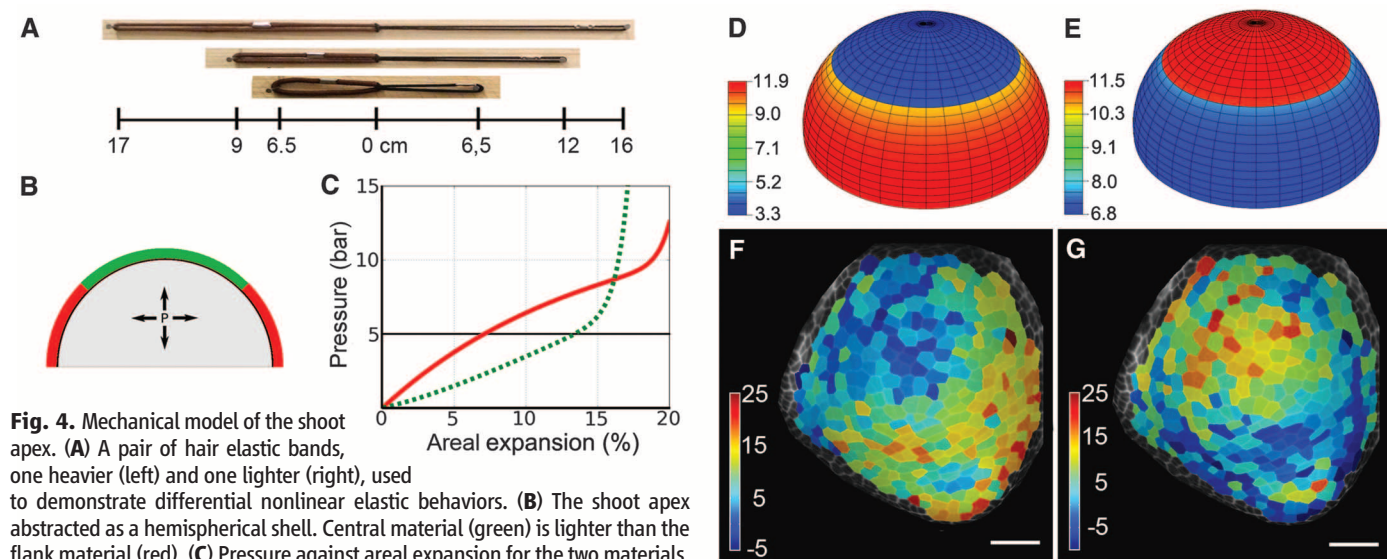 A
17
9
6.5
0 cm
6,5
12
16
B
P
C
15
10
5
0
0
5
10
15
20
Pressure (bar)
Areal expansion (%)
D
11.9
9.0
7.1
5.2
3.3
E
11.5
10.3
9.1
8.0
6.8
F
25
15
5
-5
G
25
15
5
-5
Fig. 4. Mechanical model of the shoot
apex. (A) A pair of hair elastic bands,
one heavier (left) and one lighter (right), used
to demonstrate differential nonlinear elastic behaviors. (B) The shoot apex
abstracted as a hemispherical shell. Central material (green) is lighter than the
flank material (red). (C) Pressure against areal expansion for the two materials